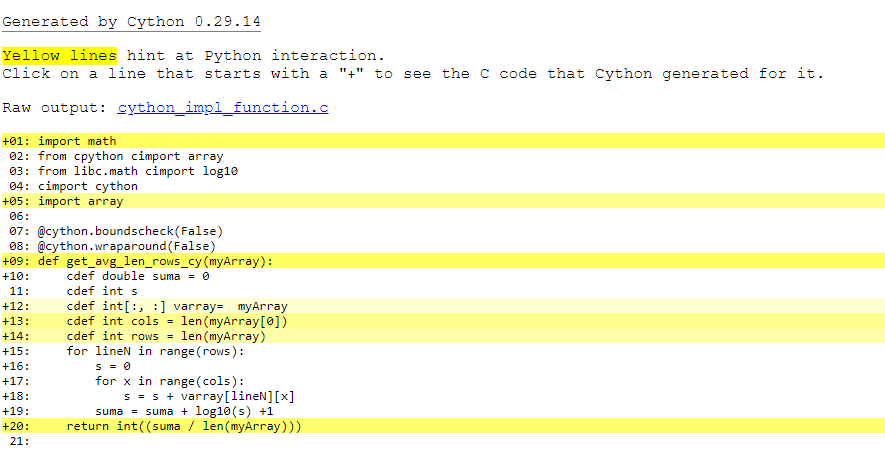 Generated by Cython 0.29.14
Yellow lines hint at Python interaction.
Click on a line that starts with a "+" to see the C code that Cython generated for it.
Raw output: cython_impl_function.c
+01: import math
 02: from cpython cimport array
 03: from libc.math cimport log10
 04: cimport cython
+05: import array
 06:
 07: @cython.boundscheck(False)
 08: @cython.wraparound(False)
+09: def get_avg_len_rows_cy(myArray):
+10:     cdef double suma = 0
 11:     cdef int s
+12:     cdef int[:, :] varray=  myArray
+13:     cdef int cols = len(myArray[0])
+14:     cdef int rows = len(myArray)
+15:     for lineN in range(rows):
+16:         s = 0
+17:         for x in range(cols):
+18:             s = s + varray[lineN][x]
+19:         suma = suma + log10(s) +1
+20:     return int((suma / len(myArray)))
 21: